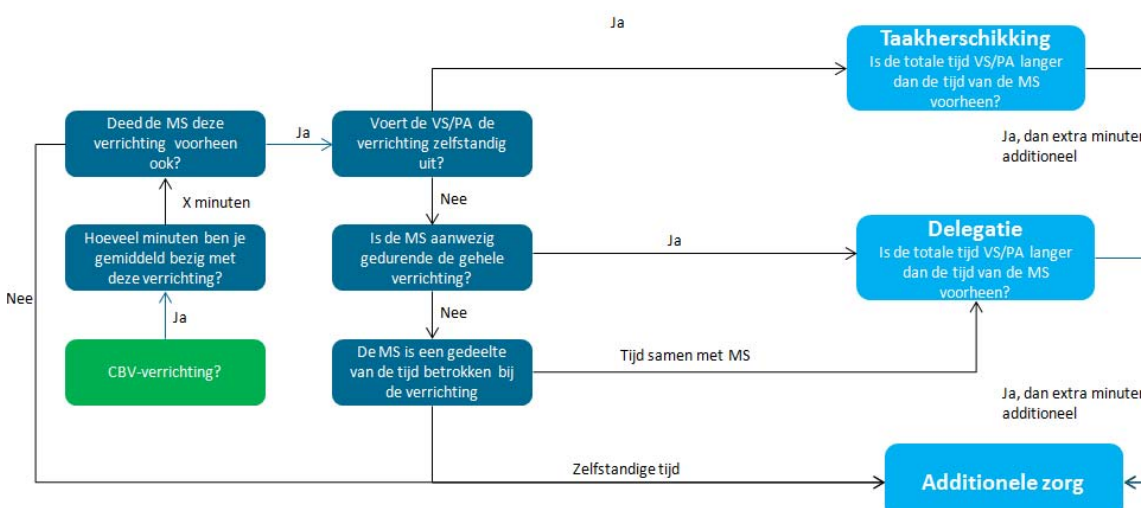 Ja
Taakherschikking
Is de totale tijd VS/PA langer
dan de tijd van de MS
voorheen?
Deed de MS deze
verrichting voorheen
ook?
Ja
Voert de VS/PA de
verrichting zelfstandig
uit?
Ja, dan extra minuten
additioneel
X minuten
Nee
Hoeveel minuten ben je
gemiddeld bezig met
deze verrichting?
Is de MS aanwezig
gedurende de gehele
verrichting?
Ja
Delegatie
Is de totale tijd VS/PA langer
dan de tijd van de MS
voorheen?
Nee
Ja
Nee
CBV-verrichting?
De MS is een gedeelte
van de tijd betrokken bij
de verrichting
Tijd samen met MS
Ja, dan extra minuten
additioneel
Zelfstandige tijd
Additionele zorg